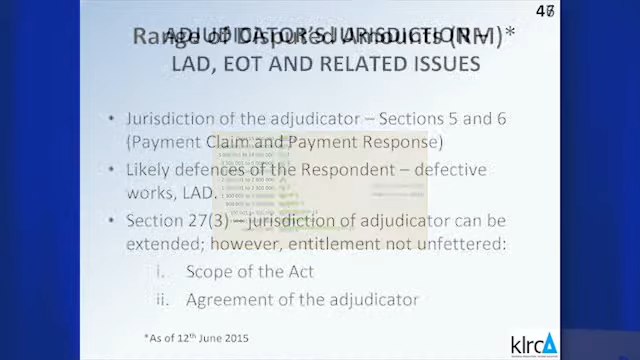 46
Range of Disputed Amounts (RM)*
ADJUDICATOR'S JURISDICTION –
LAD, EOT AND RELATED ISSUES
• Jurisdiction of the adjudicator – Sections 5 and 6
(Payment Claim and Payment Response)
• Likely defences of the Respondent – defective
works, LAD.
• Section 27(3) – jurisdiction of adjudicator can be
extended; however, entitlement not unfettered:
i. Scope of the Act
ii. Agreement of the adjudicator
*As of 12th June 2015
klrcA